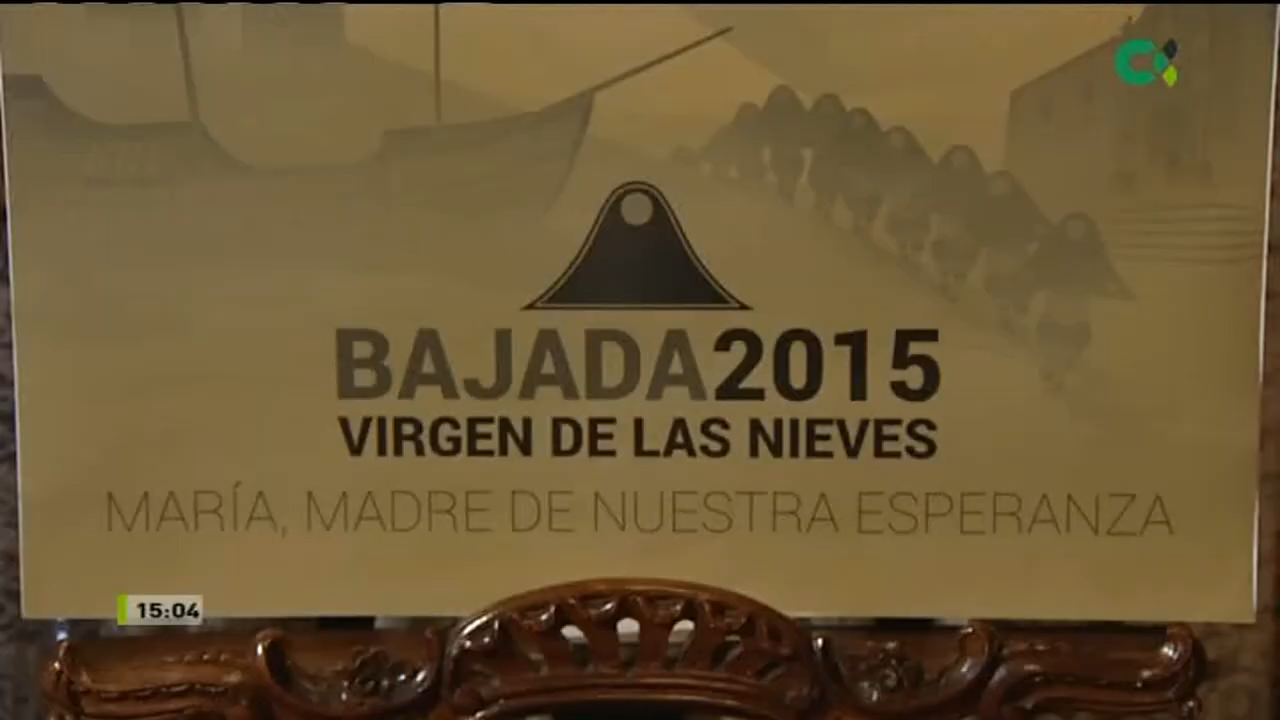 BAJADA2015
VIRGEN DE LAS NIEVES
MARÍA, MADRE DE NUESTRA ESPERANZA
15:04